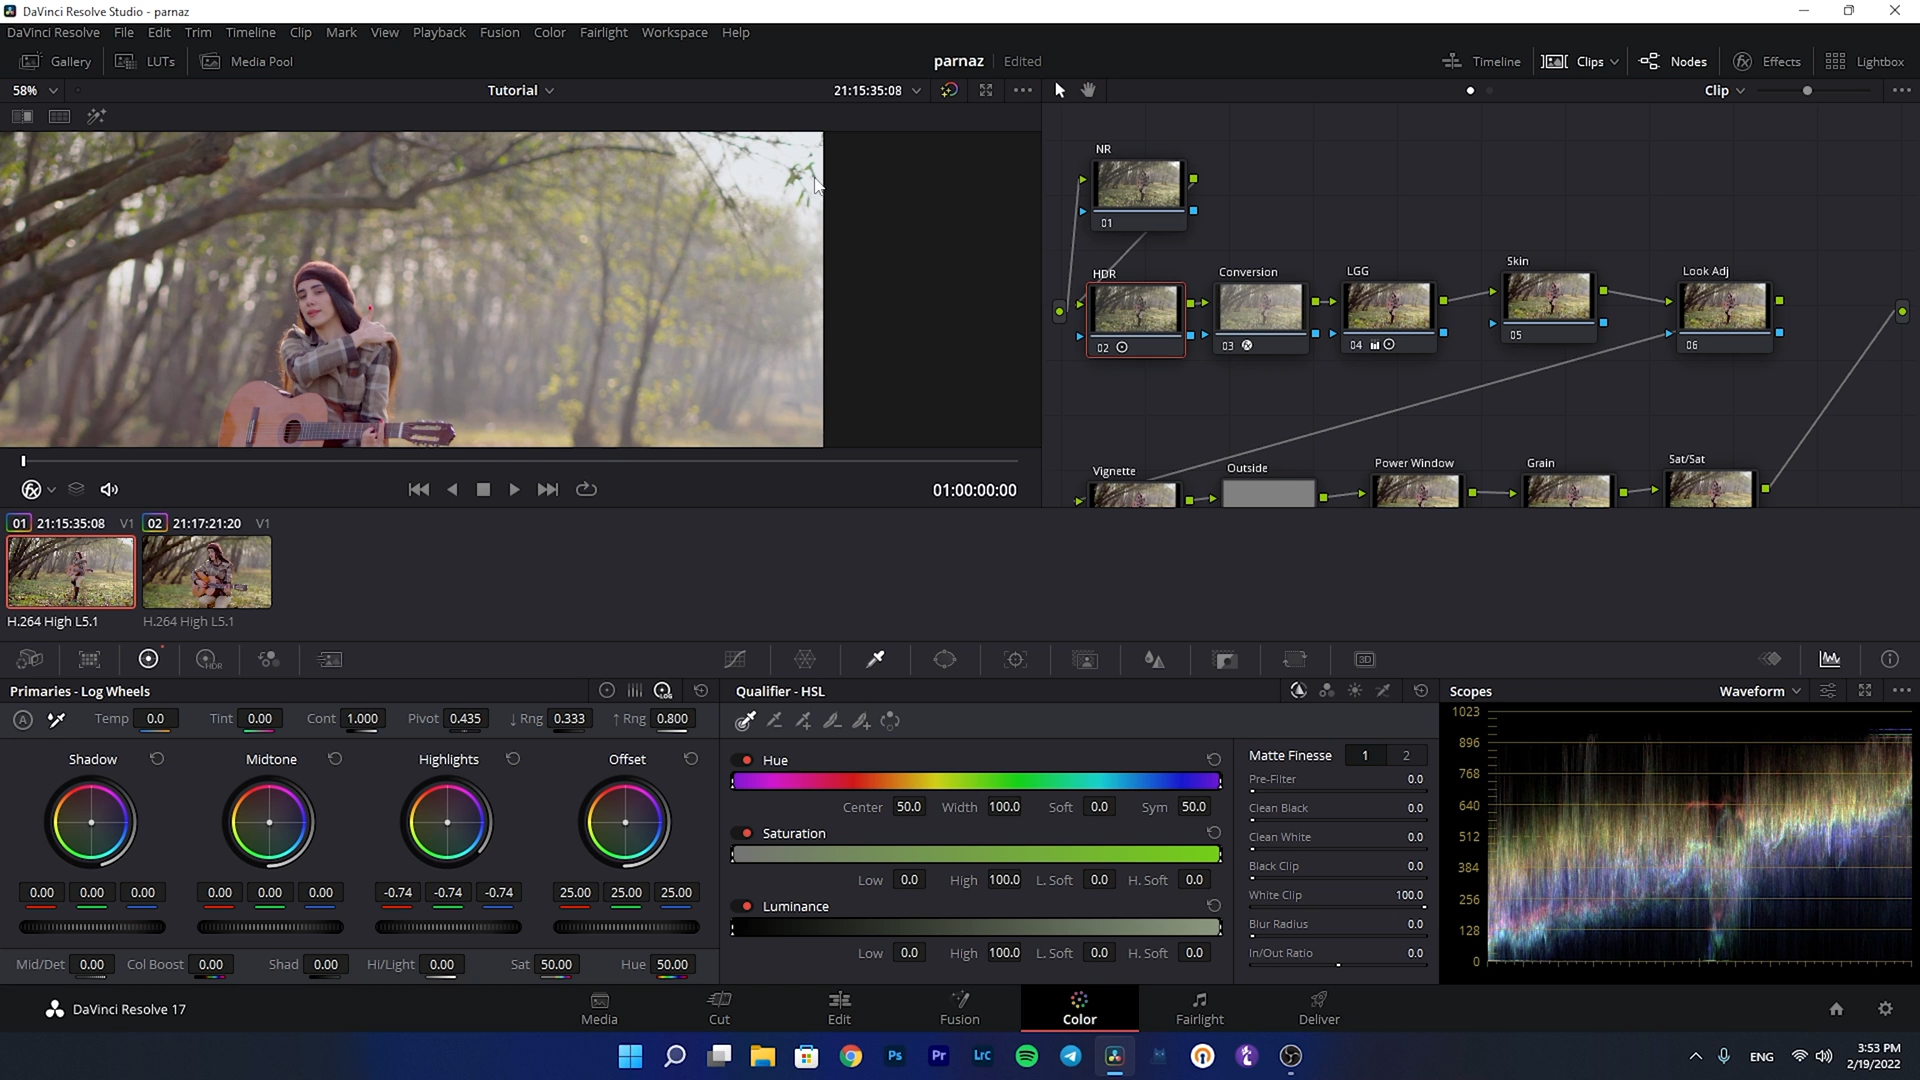 DaVinci Resolve Studio - parnaz
DaVinci Resolve File Edit Trim Timeline Clip Mark View Playback Fusion Color Fairlight Workspace Help
Gallery LUTs Media Pool parnaz Edited Timeline Clips Nodes Effects Lightbox
58% Tutorial 21:15:35:08 Clip
NR
01
HDR Conversion LGG Skin Look Adj
02 03 04 05 06
Vignette Outside Power Window Grain Sat/Sat
01:00:00:00
01 21:15:35:08 V1 02 21:17:21:20 V1
H.264 High L5.1 H.264 High L5.1
HDR 3D
Primaries - Log Wheels LOG
A Temp 0.0 Tint 0.00 Cont 1.000 Pivot 0.435 ↓ Rng 0.333 ↑ Rng 0.800
Shadow Midtone Highlights Offset
0.00 0.00 0.00 0.00 0.00 0.00 -0.74 -0.74 -0.74 25.00 25.00 25.00
Mid/Det 0.00 Col Boost 0.00 Shad 0.00 Hi/Light 0.00 Sat 50.00 Hue 50.00
Qualifier - HSL
Hue
Center 50.0 Width 100.0 Soft 0.0 Sym 50.0
Saturation
Low 0.0 High 100.0 L. Soft 0.0 H. Soft 0.0
Luminance
Low 0.0 High 100.0 L. Soft 0.0 H. Soft 0.0
Matte Finesse 1 2
Pre-Filter 0.0
Clean Black 0.0
Clean White 0.0
Black Clip 0.0
White Clip 100.0
Blur Radius 0.0
In/Out Ratio 0.0
Scopes Waveform
1023
896
768
640
512
384
256
128
0
DaVinci Resolve 17 Media Cut Edit Fusion Color Fairlight Deliver
Ps Pr Lrc ENG 3:53 PM
2/19/2022